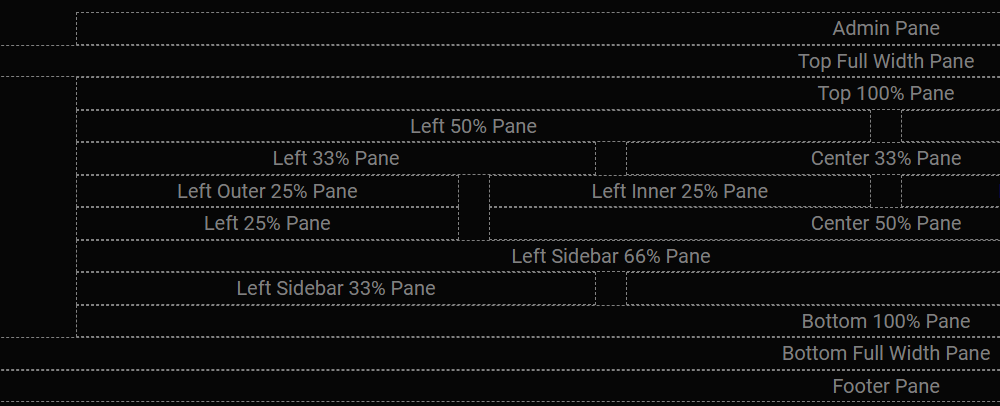 Admin Pane
Top Full Width Pane
Top 100% Pane
Left 50% Pane
Left 33% Pane Center 33% Pane
Left Outer 25% Pane Left Inner 25% Pane
Left 25% Pane Center 50% Pane
Left Sidebar 66% Pane
Left Sidebar 33% Pane
Bottom 100% Pane
Bottom Full Width Pane
Footer Pane